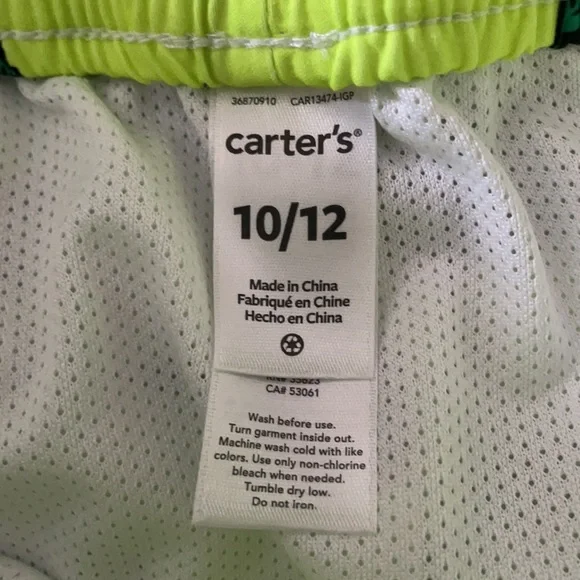 36870910 CAR13474-IGP
carter's®
10/12
Made in China
Fabriqué en Chine
Hecho en China
RN# 55623
CA# 53061
Wash before use.
Turn garment inside out.
Machine wash cold with like
colors. Use only non-chlorine
bleach when needed.
Tumble dry low.
Do not iron.